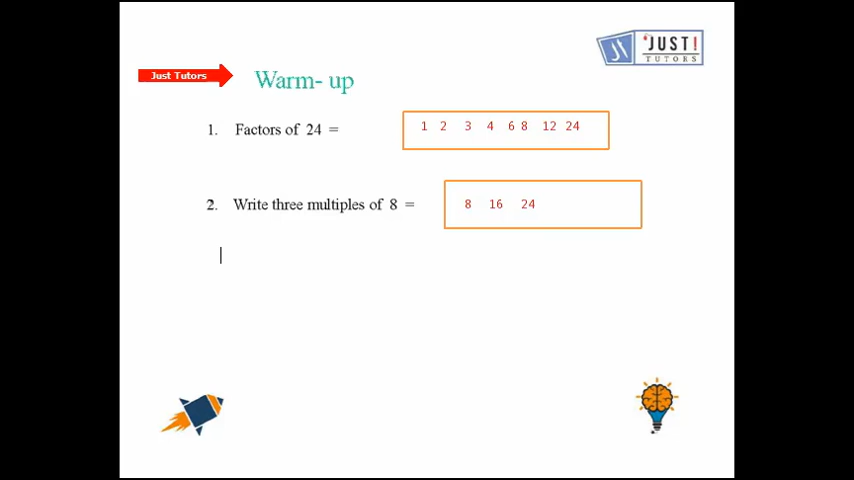 JUST!
TUTORS
Just Tutors
Warm- up
1. Factors of 24 =
1 2 3 4 6 8 12 24
2. Write three multiples of 8 =
8 16 24